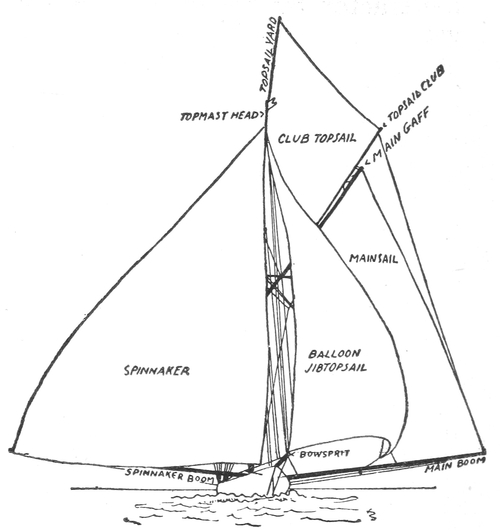 TOPSAIL YARD
TOPSAIL CLUB
TOPMAST HEAD
CLUB TOPSAIL
MAIN GAFF
MAINSAIL
SPINNAKER
BALLOON
JIBTOPSAIL
BOWSPRIT
SPINNAKER BOOM
MAIN BOOM